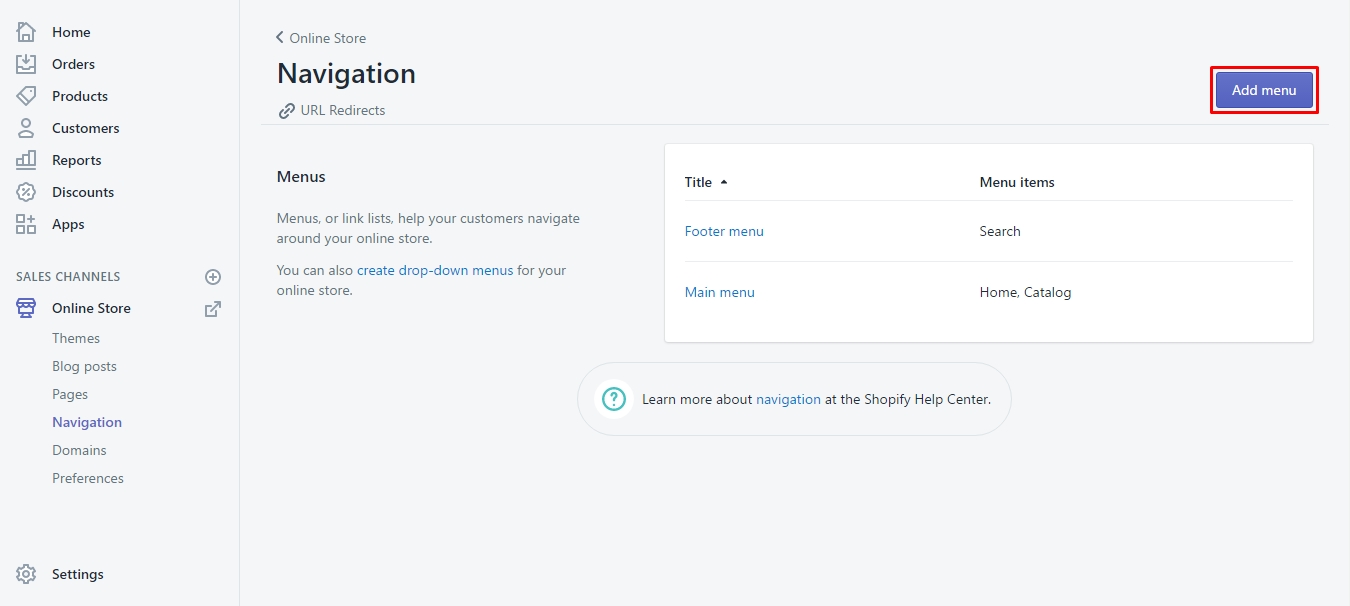 Home
Orders
Products
Customers
Reports
Discounts
Apps
SALES CHANNELS
Online Store
Themes
Blog posts
Pages
Navigation
Domains
Preferences
Settings
Online Store
Navigation
URL Redirects
Add menu
Menus
Menus, or link lists, help your customers navigate
around your online store.
You can also create drop-down menus for your
online store.
Title Menu items
Footer menu Search
Main menu Home, Catalog
Learn more about navigation at the Shopify Help Center.